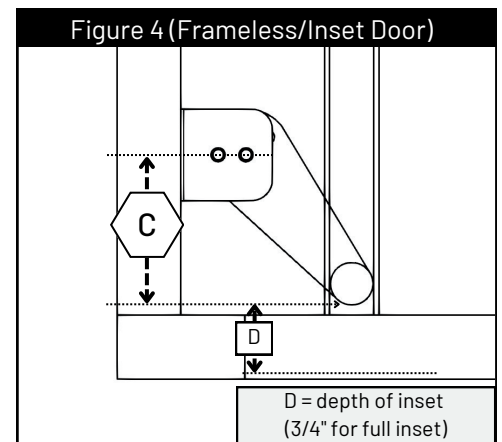 Figure 4 (Frameless/Inset Door)
C
D
D = depth of inset
(3/4" for full inset)